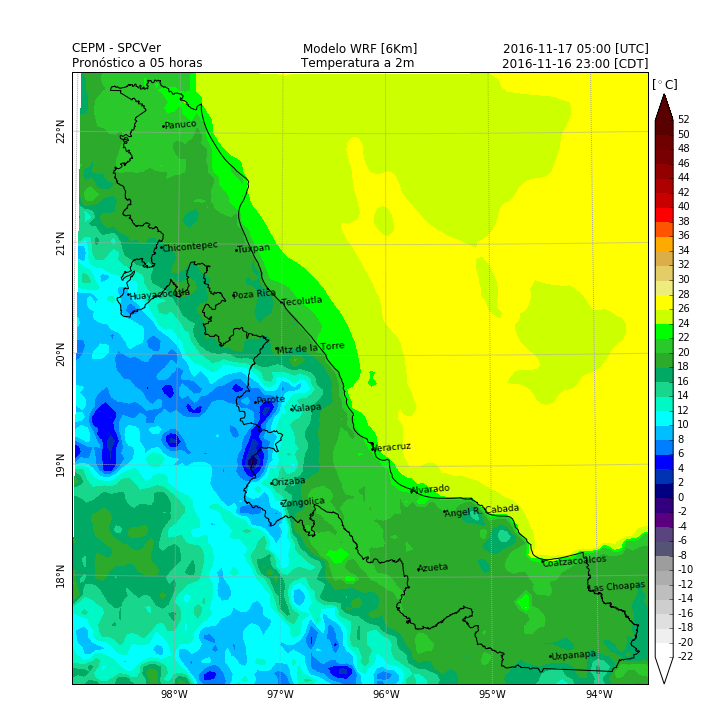 CEPM - SPCVer Modelo WRF [6Km] 2016-11-17 05:00 [UTC]
Pronóstico a 05 horas Temperatura a 2m 2016-11-16 23:00 [CDT]
[°C]
52
50
48
46
44
42
40
38
36
34
32
30
28
26
24
22
20
18
16
14
12
10
8
6
4
2
0
-2
-4
-6
-8
-10
-12
-14
-16
-18
-20
-22
22°N
21°N
20°N
19°N
18°N
Panuco
Chicontepec
Tuxpan
Huayacocotla
Poza Rica
Tecolutla
Mtz de la Torre
Perote
Xalapa
Veracruz
Orizaba
Alvarado
Zongolica
Angel R. Cabada
Azueta
Coatzacoalcos
Las Choapas
Uxpanapa
98°W 97°W 96°W 95°W 94°W